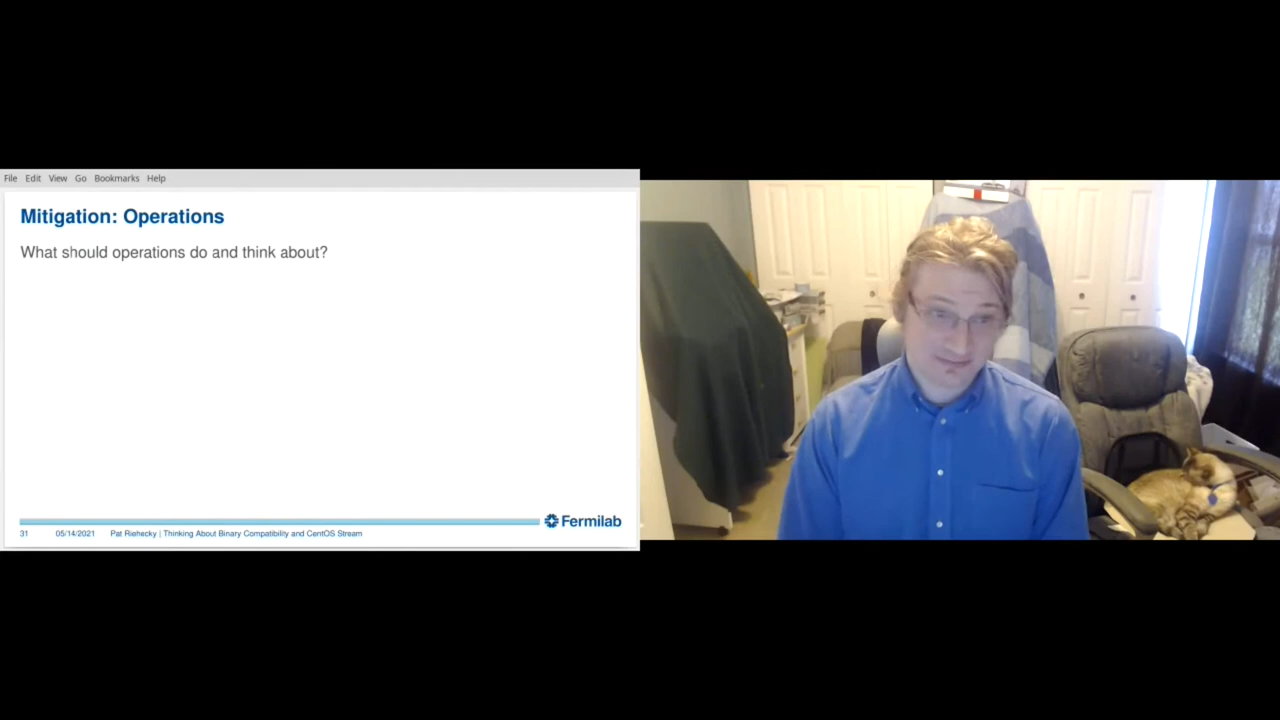 File Edit View Go Bookmarks Help
Mitigation: Operations
What should operations do and think about?
Fermilab
31 05/14/2021 Pat Riehecky | Thinking About Binary Compatibility and CentOS Stream